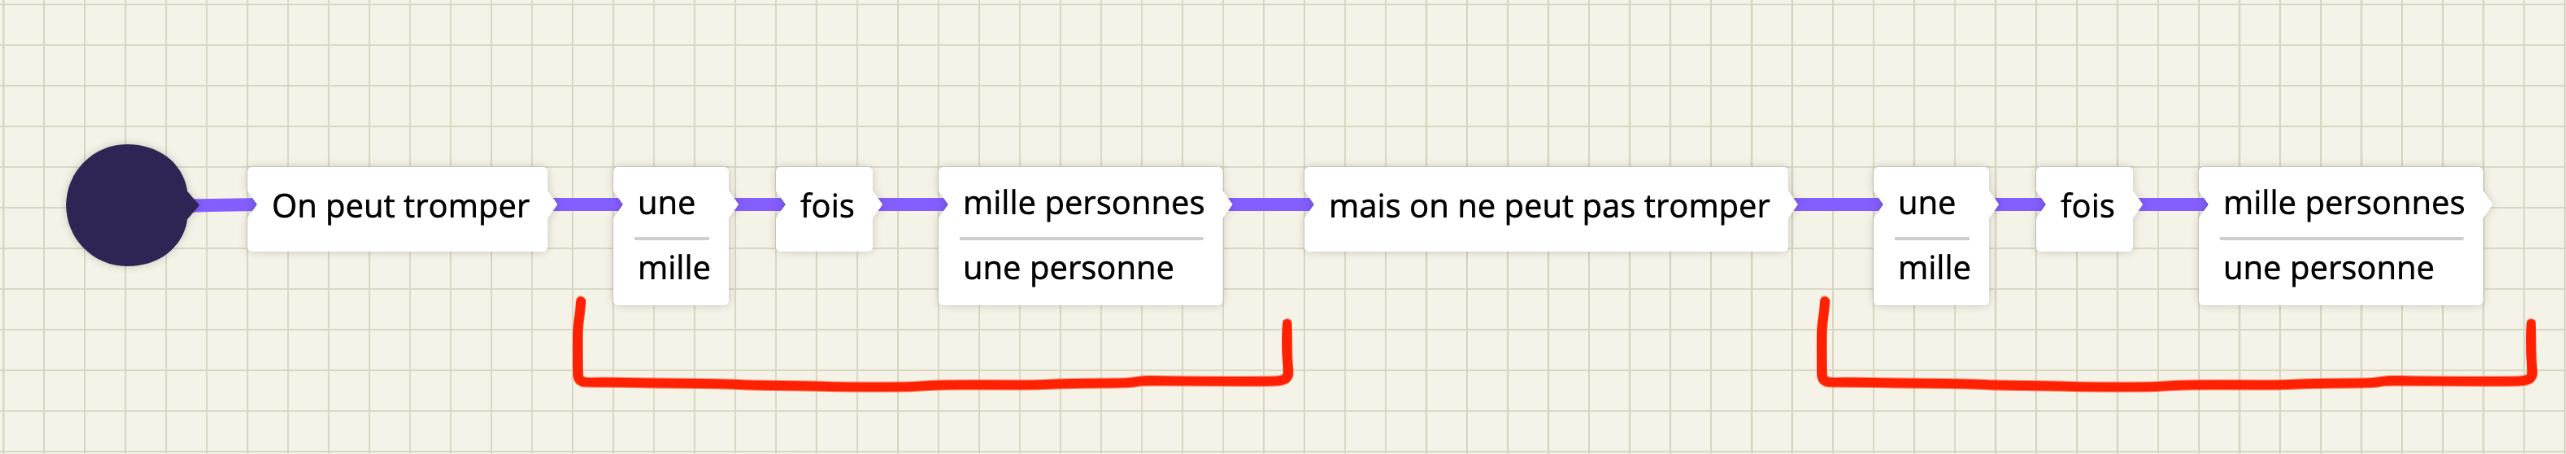 On peut tromper
une
mille
fois
mille personnes
une personne
mais on ne peut pas tromper
une
mille
fois
mille personnes
une personne